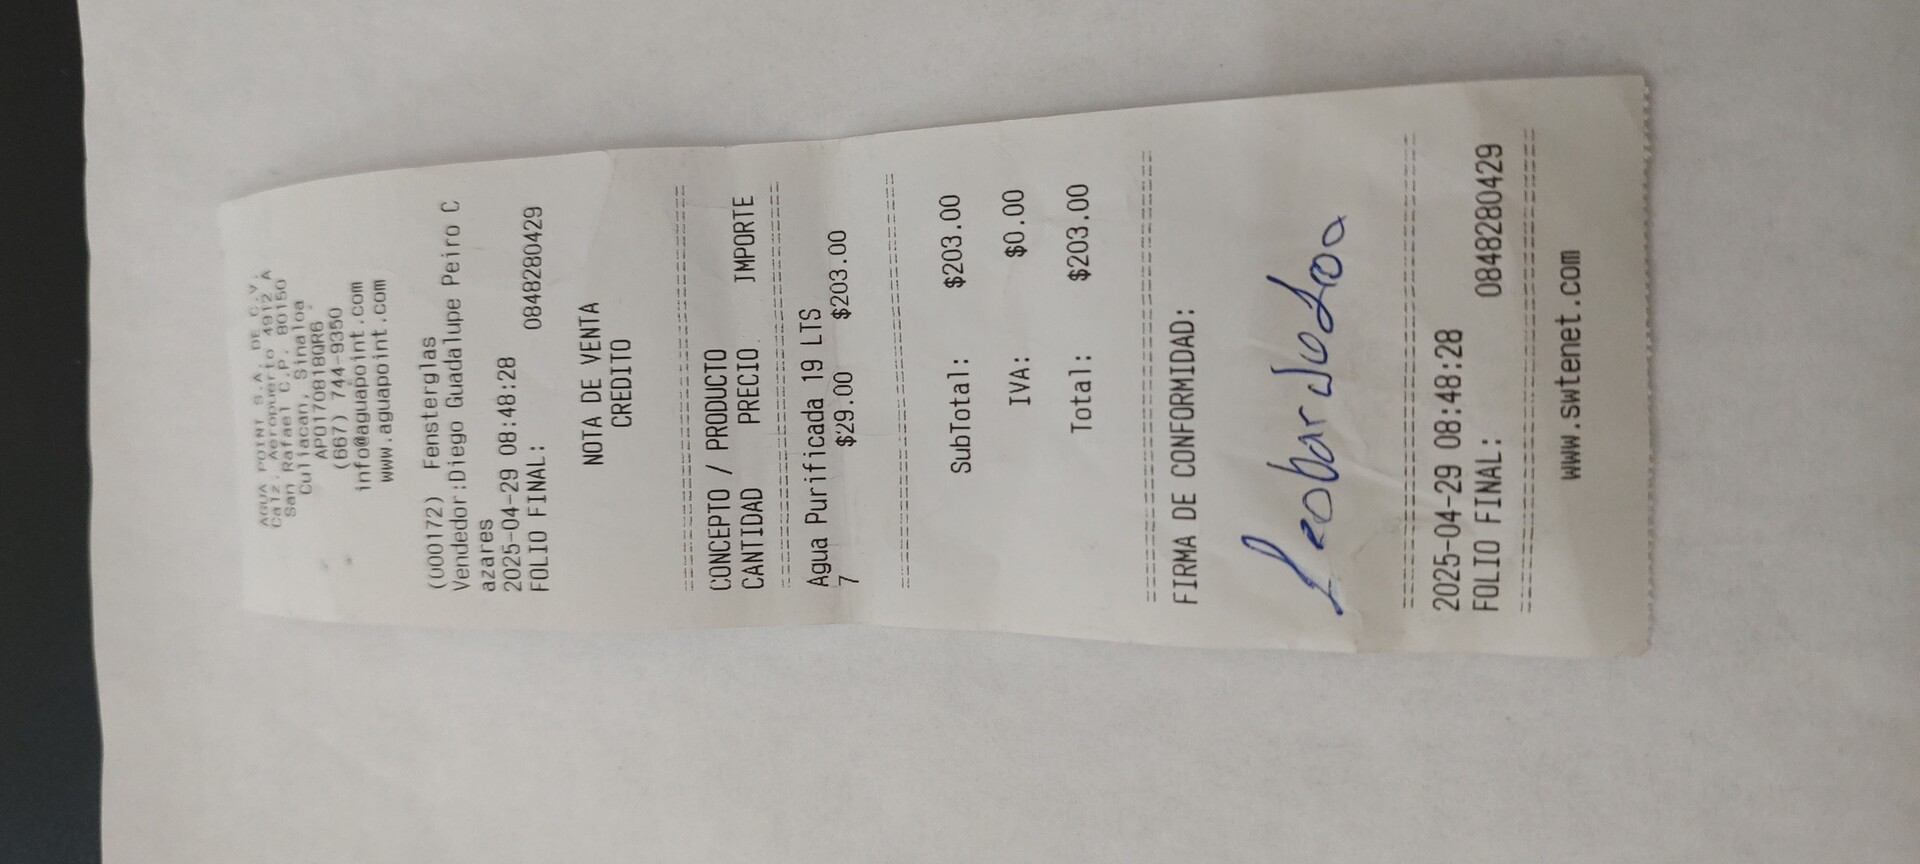 AGUA POINT S.A. DE C.V.
Calz. Aeropuerto 4912 A
San Rafael C.P. 80150
Culiacan, Sinaloa
APO170818QR6
(667) 744-9350
info@aguapoint.com
www.aguapoint.com
(000172) Fensterglas
Vendedor:Diego Guadalupe Peiro C
azares
2025-04-29 08:48:28
FOLIO FINAL: 0848280429
NOTA DE VENTA
CREDITO
CONCEPTO / PRODUCTO
CANTIDAD PRECIO IMPORTE
Agua Purificada 19 LTS
7 $29.00 $203.00
SubTotal: $203.00
IVA: $0.00
Total: $203.00
FIRMA DE CONFORMIDAD:
2025-04-29 08:48:28
FOLIO FINAL: 0848280429
www.swtenet.com